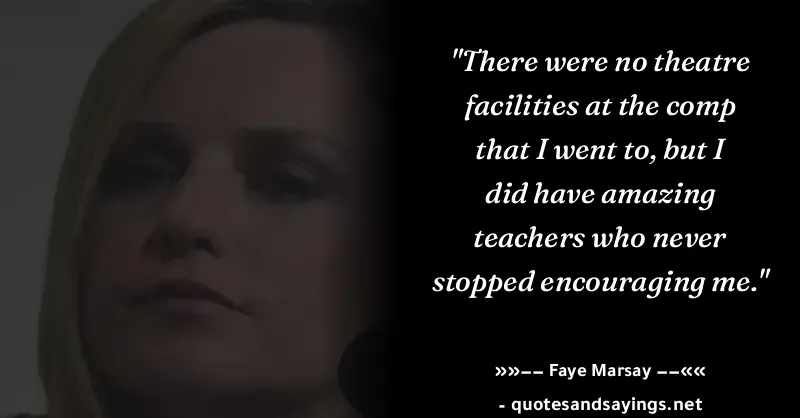 "There were no theatre
facilities at the comp
that I went to, but I
did have amazing
teachers who never
stopped encouraging me."
»»–– Faye Marsay ––««
- quotesandsayings.net